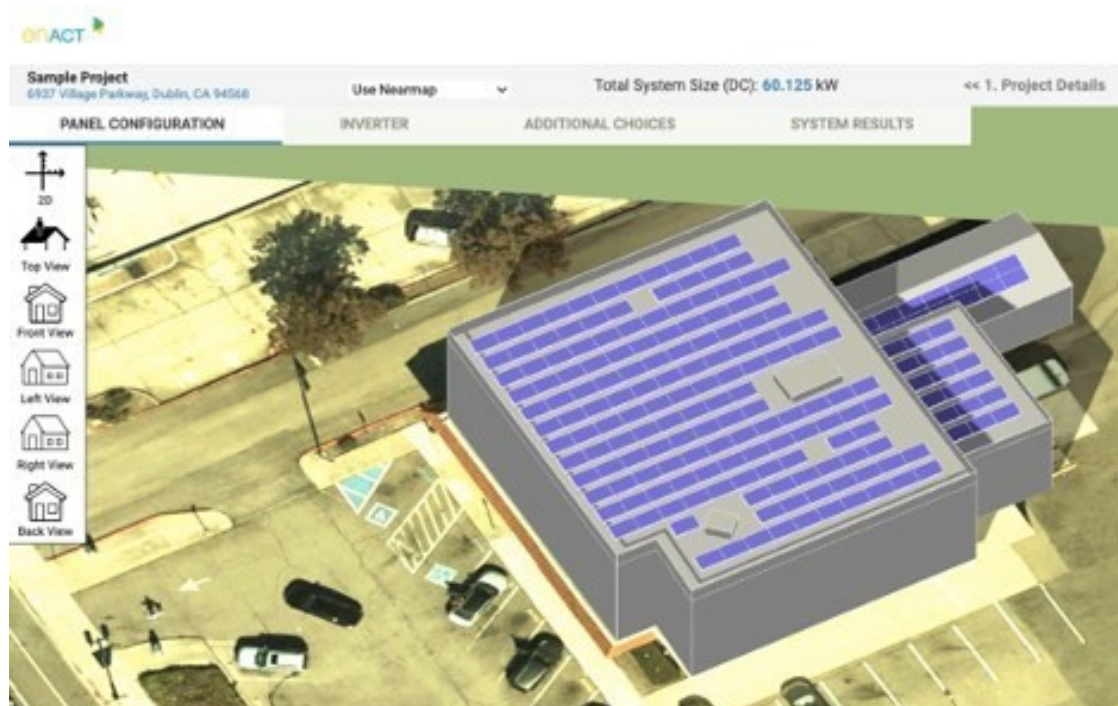 enACT
Sample Project
6937 Village Parkway, Dublin, CA 94568
Use Nearmap
Total System Size (DC): 60.125 kW
<< 1. Project Details
PANEL CONFIGURATION
INVERTER
ADDITIONAL CHOICES
SYSTEM RESULTS
2D
Top View
Front View
Left View
Right View
Back View